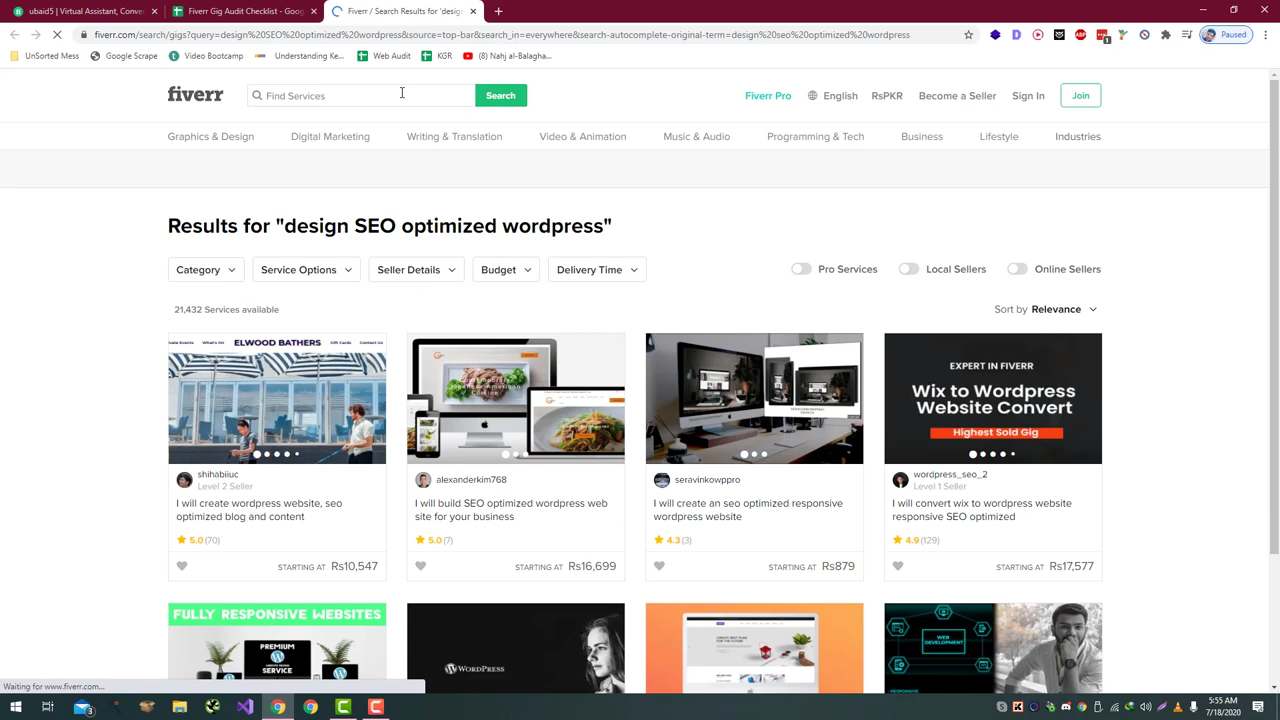 ubaid5 | Virtual Assistant, Conver
Fiverr Gig Audit Checklist - Goog
Fiverr / Search Results for 'desig
fiverr.com/search/gigs?query=design%20SEO%20optimized%20wordpress&source=top-bar&search_in=everywhere&search-autocomplete-original-term=design%20seo%20optimized%20wordpress
Paused
UnSorted Mess
Google Scrape
Video Bootcamp
Understanding Ke...
Web Audit
KGR
(8) Nahj al-Balagha...
fiverr
Find Services
Search
Fiverr Pro
English
RsPKR
Become a Seller
Sign In
Join
Graphics & Design
Digital Marketing
Writing & Translation
Video & Animation
Music & Audio
Programming & Tech
Business
Lifestyle
Industries
Results for "design SEO optimized wordpress"
Category
Service Options
Seller Details
Budget
Delivery Time
Pro Services
Local Sellers
Online Sellers
21,432 Services available
Sort by Relevance
ELWOOD BATHERS
Gift Cards
Contact Us
EXPERT IN FIVERR
Wix to Wordpress
Website Convert
Highest Sold Gig
shihabiiuc
Level 2 Seller
I will create wordpress website, seo
optimized blog and content
5.0 (70)
STARTING AT Rs10,547
alexanderkim768
I will build SEO optimized wordpress web
site for your business
5.0 (7)
STARTING AT Rs16,699
seravinkowppro
I will create an seo optimized responsive
wordpress website
4.3 (3)
STARTING AT Rs879
wordpress_seo_2
Level 1 Seller
I will convert wix to wordpress website
responsive SEO optimized
4.9 (129)
STARTING AT Rs17,577
FULLY RESPONSIVE WEBSITES
PREMIUM
WORDPRESS
WEB
DEVELOPMENT
Waiting for www.fiverr.com...
5:55 AM
7/18/2020